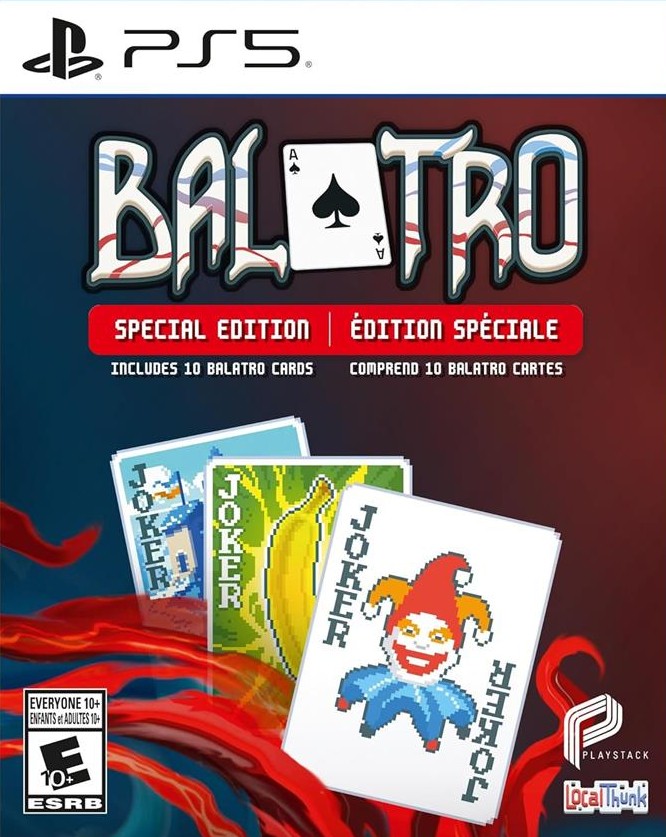 PS5
BALATRO
A
A
SPECIAL EDITION | ÉDITION SPÉCIALE
INCLUDES 10 BALATRO CARDS COMPREND 10 BALATRO CARTES
JOKER
JOKER
JOKER
JOKER
EVERYONE 10+
ENFANTS et ADULTES 10+
E
10+
ESRB
PLAYSTACK
LocalThunk